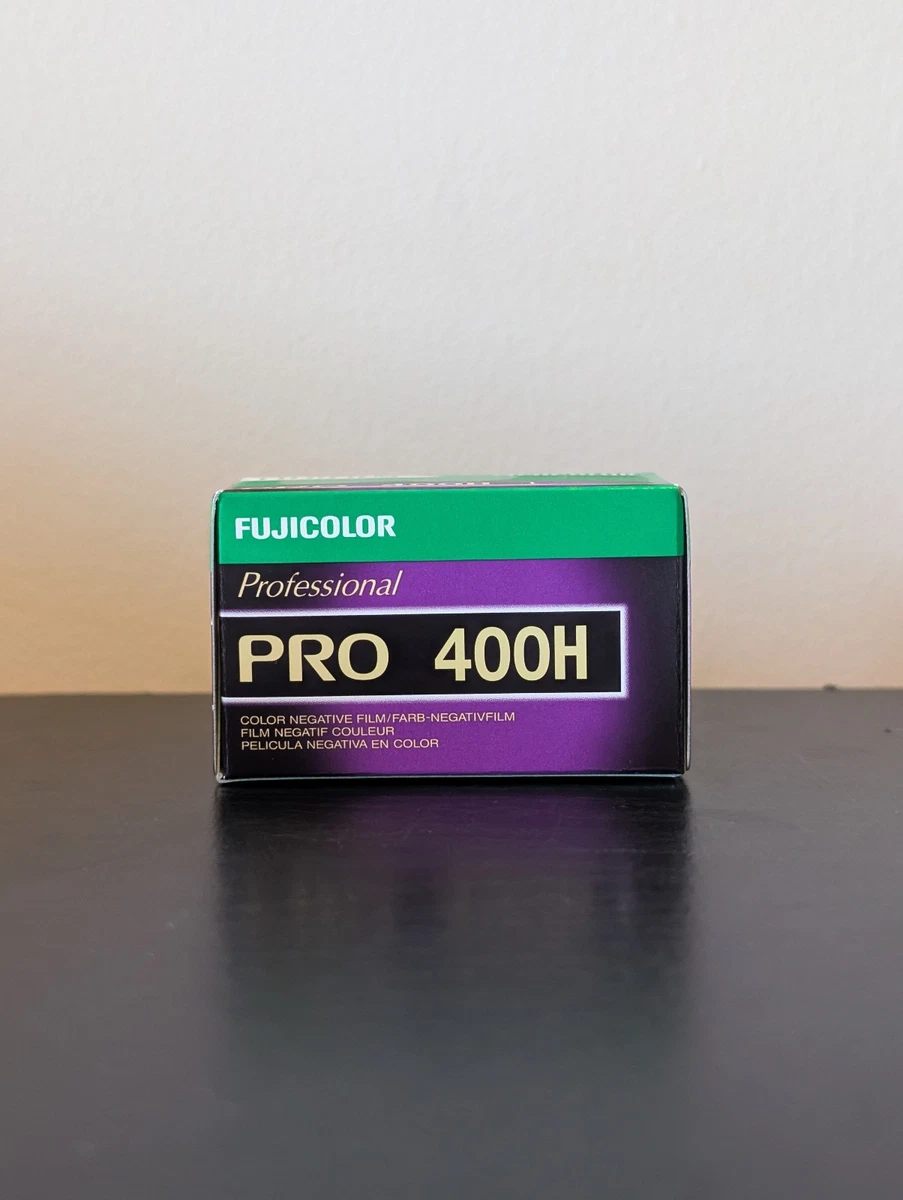 FUJICOLOR
Professional
PRO 400H
COLOR NEGATIVE FILM/FARB-NEGATIVFILM
FILM NEGATIF COULEUR
PELICULA NEGATIVA EN COLOR